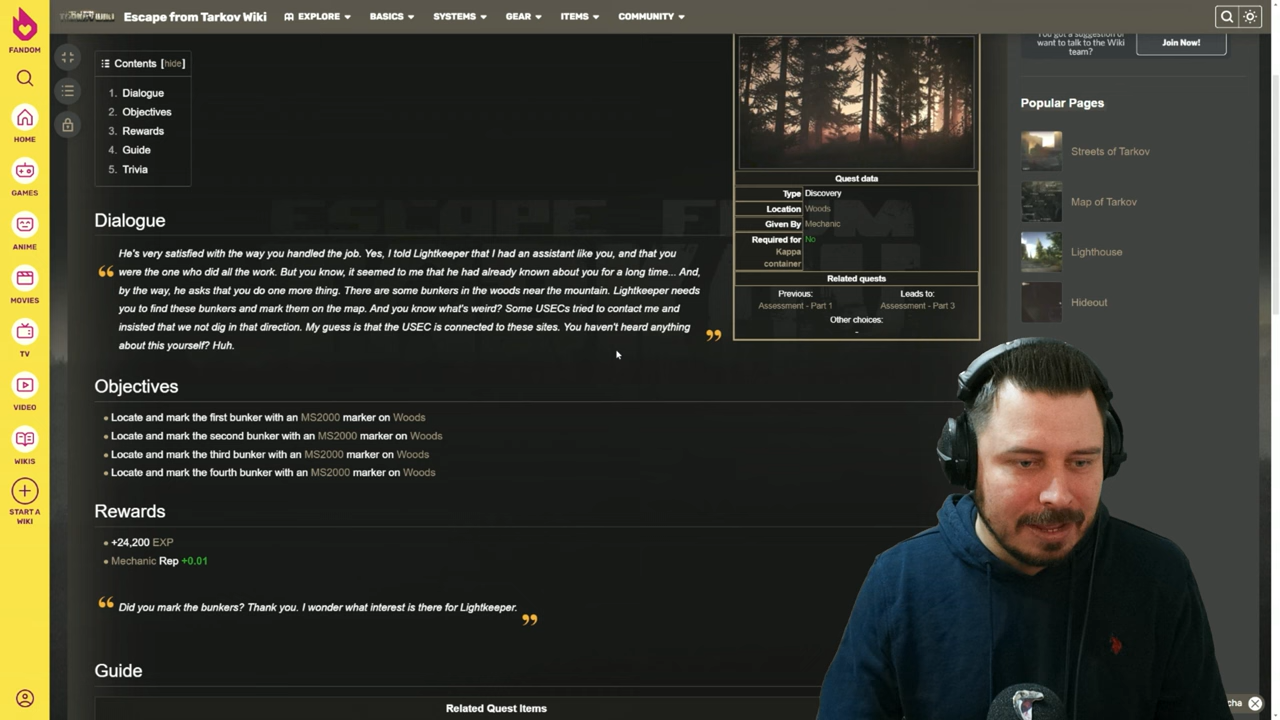 FANDOM
HOME
GAMES
ANIME
MOVIES
TV
VIDEO
WIKIS
START A
WIKI
Escape from Tarkov Wiki
EXPLORE
BASICS
SYSTEMS
GEAR
ITEMS
COMMUNITY
Contents [hide]
1. Dialogue
2. Objectives
3. Rewards
4. Guide
5. Trivia
Dialogue
He's very satisfied with the way you handled the job. Yes, I told Lightkeeper that I had an assistant like you, and that you
were the one who did all the work. But you know, it seemed to me that he had already known about you for a long time... And,
by the way, he asks that you do one more thing. There are some bunkers in the woods near the mountain. Lightkeeper needs
you to find these bunkers and mark them on the map. And you know what's weird? Some USECs tried to contact me and
insisted that we not dig in that direction. My guess is that the USEC is connected to these sites. You haven't heard anything
about this yourself? Huh.
Objectives
Locate and mark the first bunker with an MS2000 marker on Woods
Locate and mark the second bunker with an MS2000 marker on Woods
Locate and mark the third bunker with an MS2000 marker on Woods
Locate and mark the fourth bunker with an MS2000 marker on Woods
Rewards
+24,200 EXP
Mechanic Rep +0.01
Did you mark the bunkers? Thank you. I wonder what interest is there for Lightkeeper.
Guide
Related Quest Items
Quest data
Type Discovery
Location Woods
Given By Mechanic
Required for No
Kappa
container
Related quests
Previous: Leads to:
Assessment - Part 1 Assessment - Part 3
Other choices:
-
You got a suggestion or
want to talk to the Wiki
team?
Join Now!
Popular Pages
Streets of Tarkov
Map of Tarkov
Lighthouse
Hideout
cha